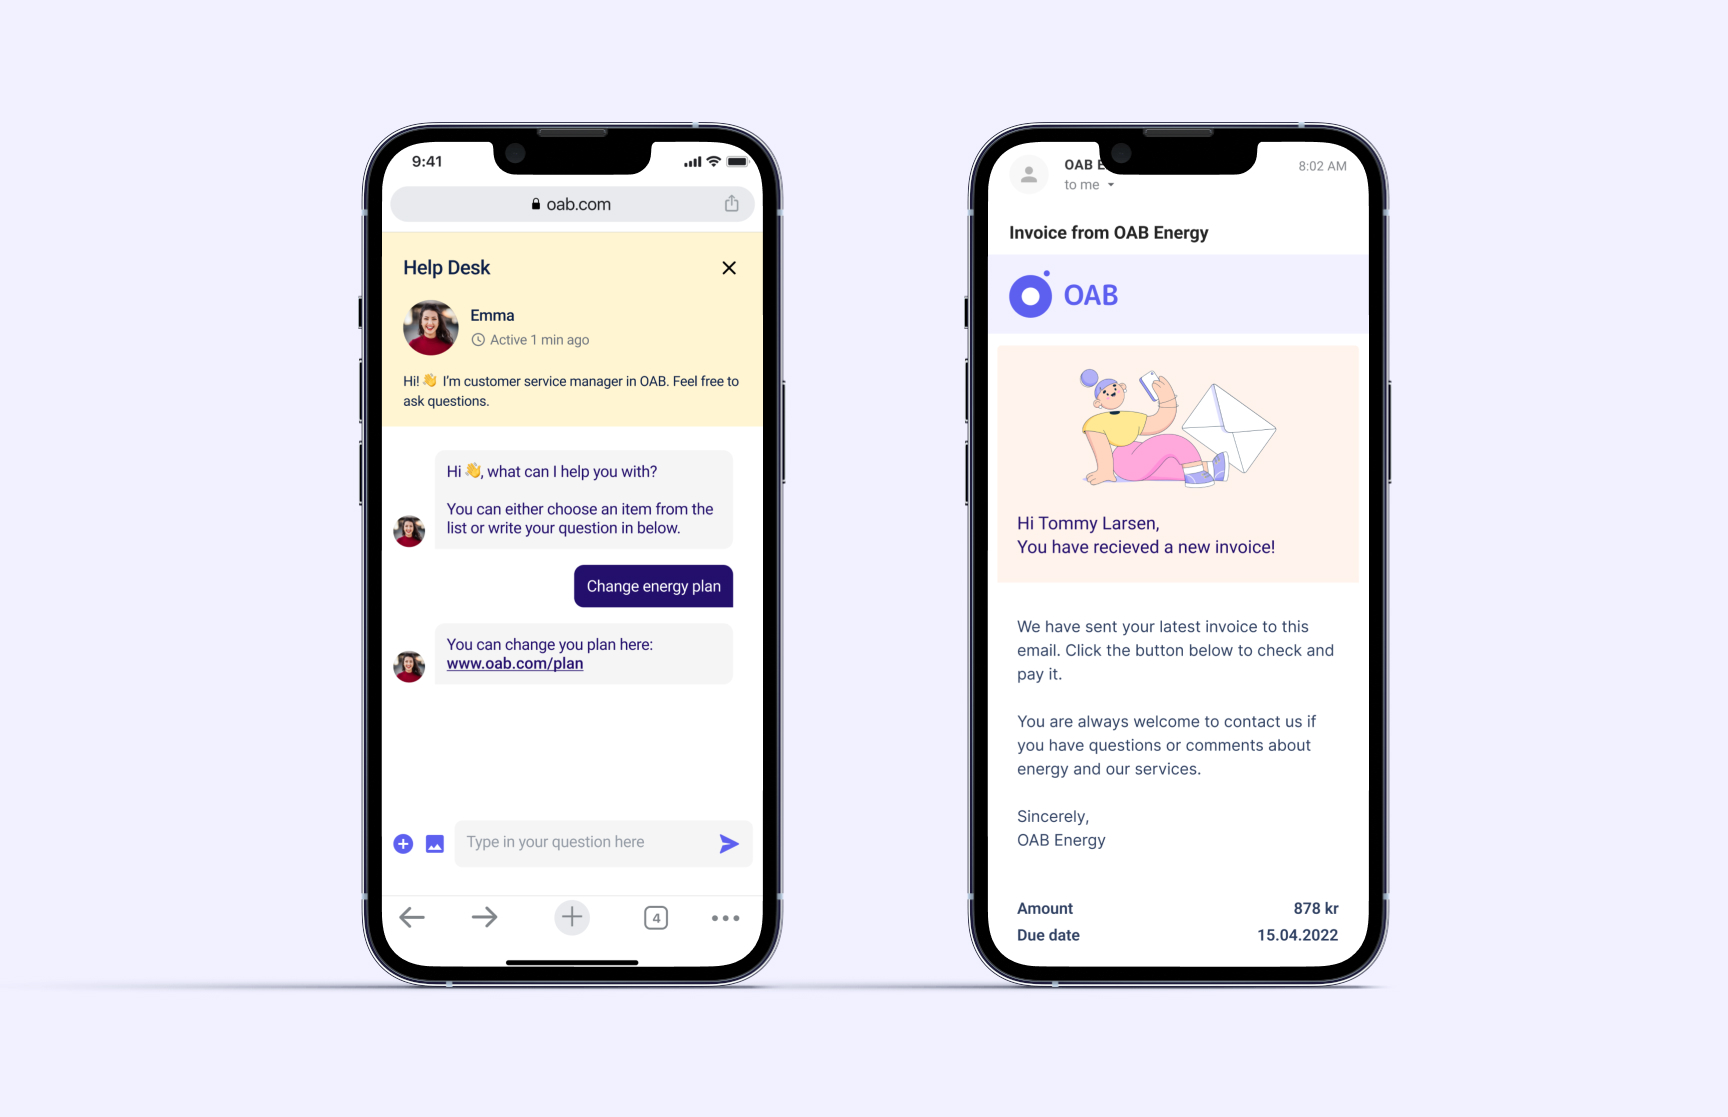 9:41
oab.com
Help Desk
Emma
Active 1 min ago
Hi! 👋 I'm customer service manager in OAB. Feel free to
ask questions.
Hi 👋, what can I help you with?
You can either choose an item from the
list or write your question in below.
Change energy plan
You can change you plan here:
www.oab.com/plan
Type in your question here
4
OAB E
8:02 AM
to me
Invoice from OAB Energy
OAB
Hi Tommy Larsen,
You have recieved a new invoice!
We have sent your latest invoice to this
email. Click the button below to check and
pay it.
You are always welcome to contact us if
you have questions or comments about
energy and our services.
Sincerely,
OAB Energy
Amount 878 kr
Due date 15.04.2022